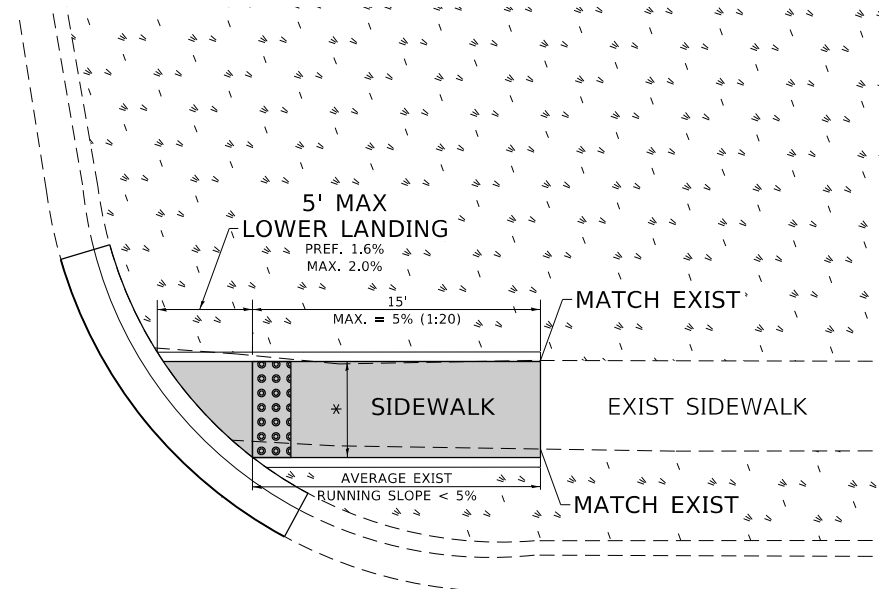 5' MAX
LOWER LANDING
PREF. 1.6%
MAX. 2.0%
15'
MAX. = 5% (1:20)
MATCH EXIST
*
SIDEWALK
EXIST SIDEWALK
AVERAGE EXIST
RUNNING SLOPE < 5%
MATCH EXIST